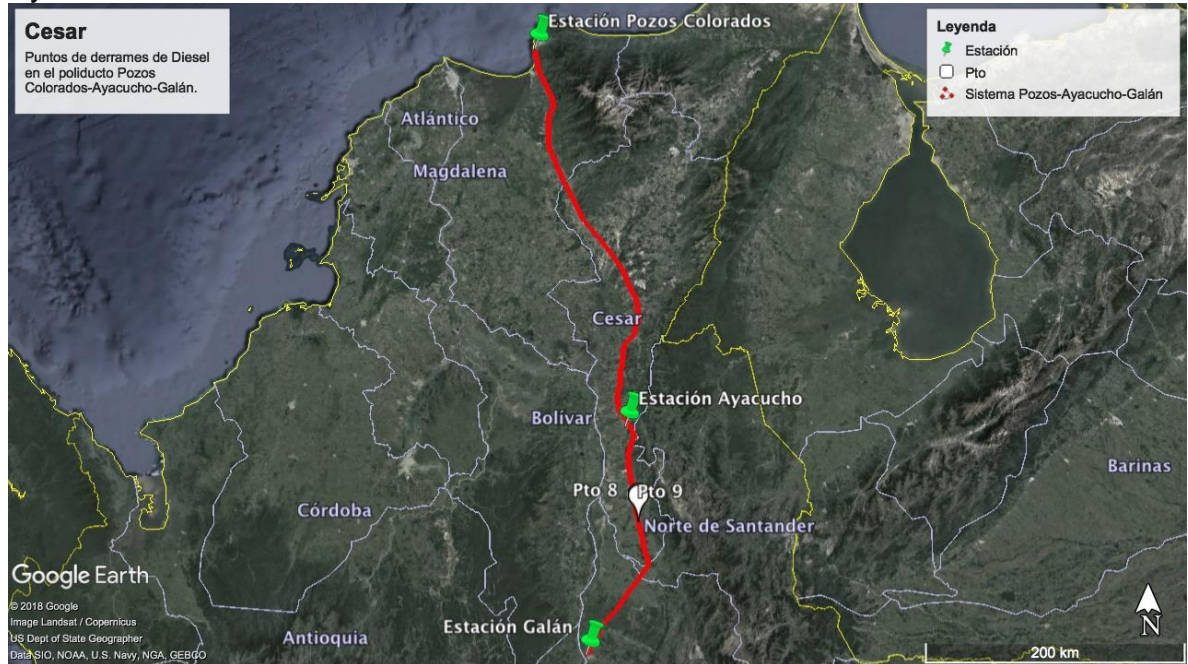 Cesar
Puntos de derrames de Diesel
en el poliducto Pozos
Colorados-Ayacucho-Galán.
Estación Pozos Colorados
Leyenda
Estación
Pto
Sistema Pozos-Ayacucho-Galán
Atlántico
Magdalena
Cesar
Estación Ayacucho
Bolívar
Barinas
Pto 8 Pto 9
Córdoba
Norte de Santander
Google Earth
© 2018 Google
Image Landsat / Copernicus
US Dept of State Geographer
Data SIO, NOAA, U.S. Navy, NGA, GEBCO
Estación Galán
Antioquia
N
200 km